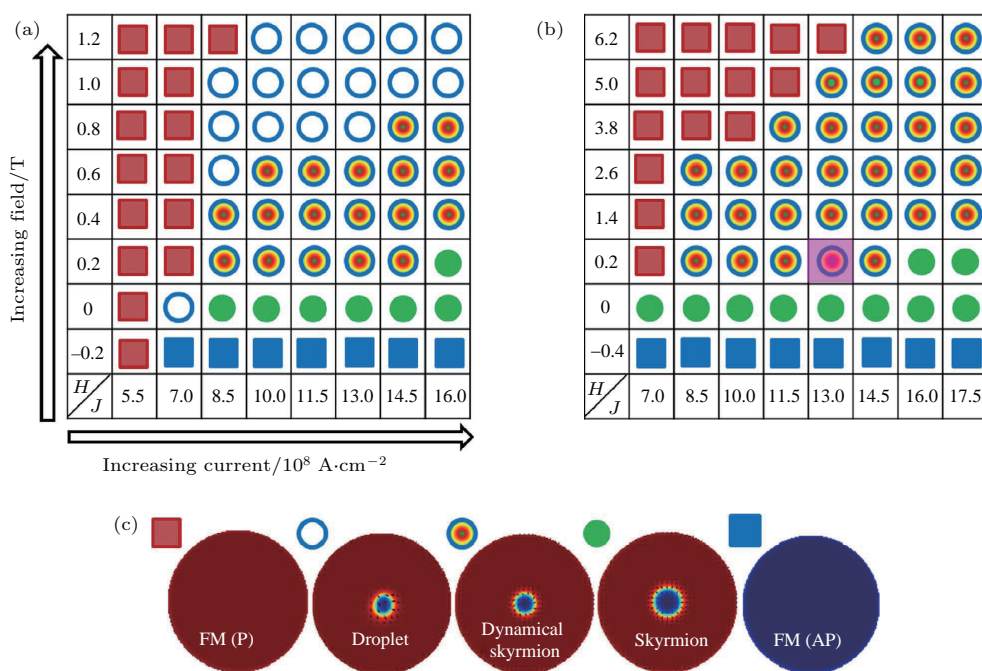 (a)
Increasing field/T
1.2
1.0
0.8
0.6
0.4
0.2
0
−0.2
H/J 5.5 7.0 8.5 10.0 11.5 13.0 14.5 16.0
Increasing current/10⁸ A·cm⁻²
(b)
6.2
5.0
3.8
2.6
1.4
0.2
0
−0.4
H/J 7.0 8.5 10.0 11.5 13.0 14.5 16.0 17.5
(c)
FM (P)
Droplet
Dynamical
skyrmion
Skyrmion
FM (AP)